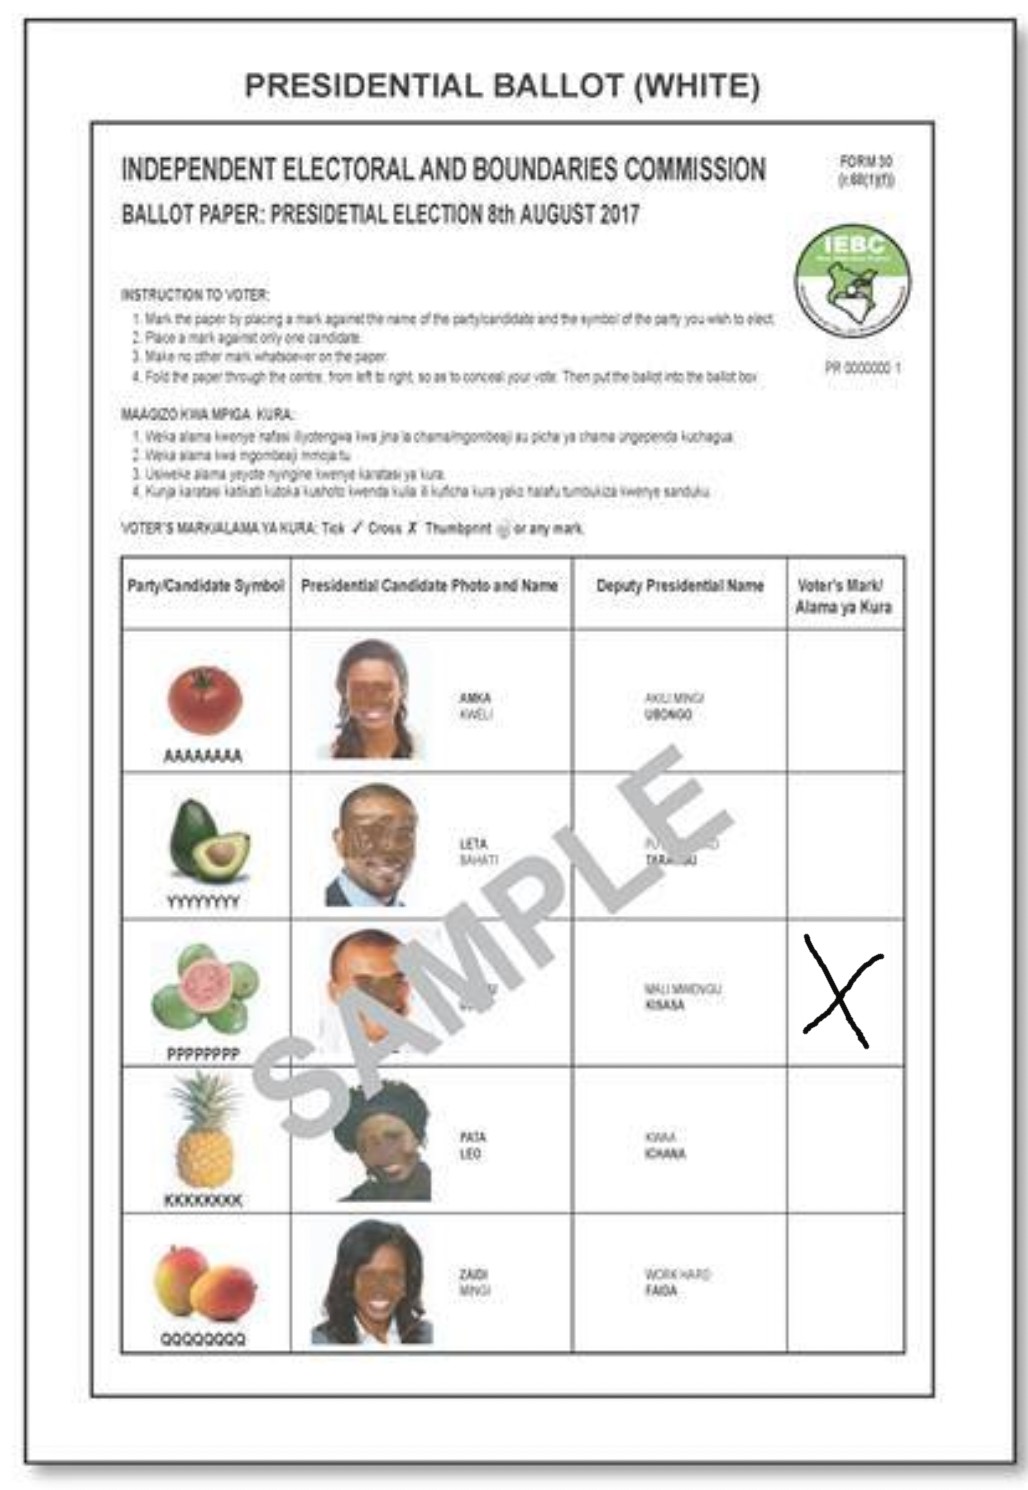 PRESIDENTIAL BALLOT (WHITE)
INDEPENDENT ELECTORAL AND BOUNDARIES COMMISSION
FORM 30
(r.68(1)(f))
BALLOT PAPER: PRESIDETIAL ELECTION 8th AUGUST 2017
IEBC
INSTRUCTION TO VOTER:
1. Mark the paper by placing a mark against the name of the party/candidate and the symbol of the party you wish to elect.
2. Place a mark against only one candidate.
3. Make no other mark whatsoever on the paper.
4. Fold the paper through the centre, from left to right, so as to conceal your vote. Then put the ballot into the ballot box
PR 0000000 1
MAAGIZO KWA MPIGA KURA:
1. Weka alama kwenye nafasi iliyotengwa kwa jina la chama/mgombeaji au picha ya chama ungependa kuchagua.
2. Weka alama kwa mgombeaji mmoja tu
3. Usiweke alama yeyote nyingine kwenye karatasi ya kura.
4. Kunja karatasi katikati kutoka kushoto kwenda kulia ili kuficha kura yako halafu tumbukiza kwenye sanduku.
VOTER'S MARK/ALAMA YA KURA: Tick ✓ Cross ✗ Thumbprint or any mark.
Party/Candidate Symbol Presidential Candidate Photo and Name Deputy Presidential Name Voter's Mark/
Alama ya Kura
AMKA AKILI MINGI
KWELI UBONGO
AAAAAAAA
LETA
BAHATI
YYYYYYYY
MALI MWENGU
KISASA
X
PPPPPPPP
PATA KWAA
LEO ICHANA
KKKKKKKK
ZAIDI WORK HARD
MINGI FAIDA
QQQQQQQQ
SAMPLE